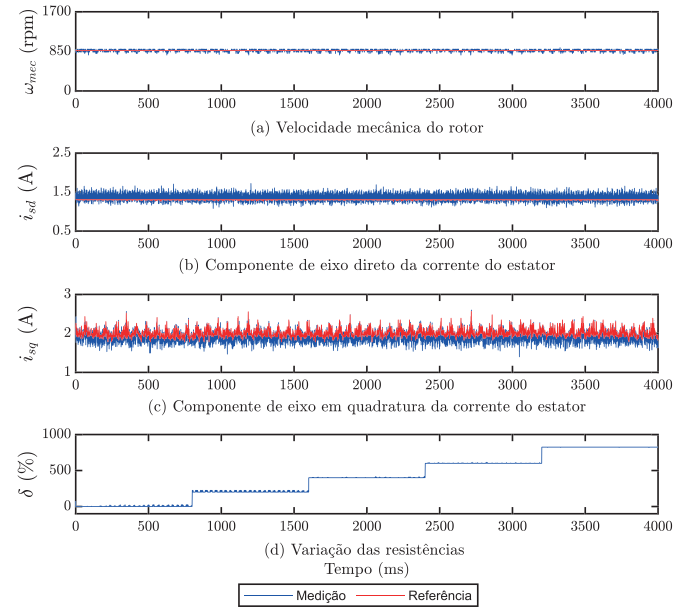 1700
850
0
ω_mec (rpm)
0 500 1000 1500 2000 2500 3000 3500 4000
(a) Velocidade mecânica do rotor
2.5
1.5
0.5
i_sd (A)
0 500 1000 1500 2000 2500 3000 3500 4000
(b) Componente de eixo direto da corrente do estator
3
2
1
i_sq (A)
0 500 1000 1500 2000 2500 3000 3500 4000
(c) Componente de eixo em quadratura da corrente do estator
1000
500
0
δ (%)
0 500 1000 1500 2000 2500 3000 3500 4000
(d) Variação das resistências
Tempo (ms)
Medição Referência